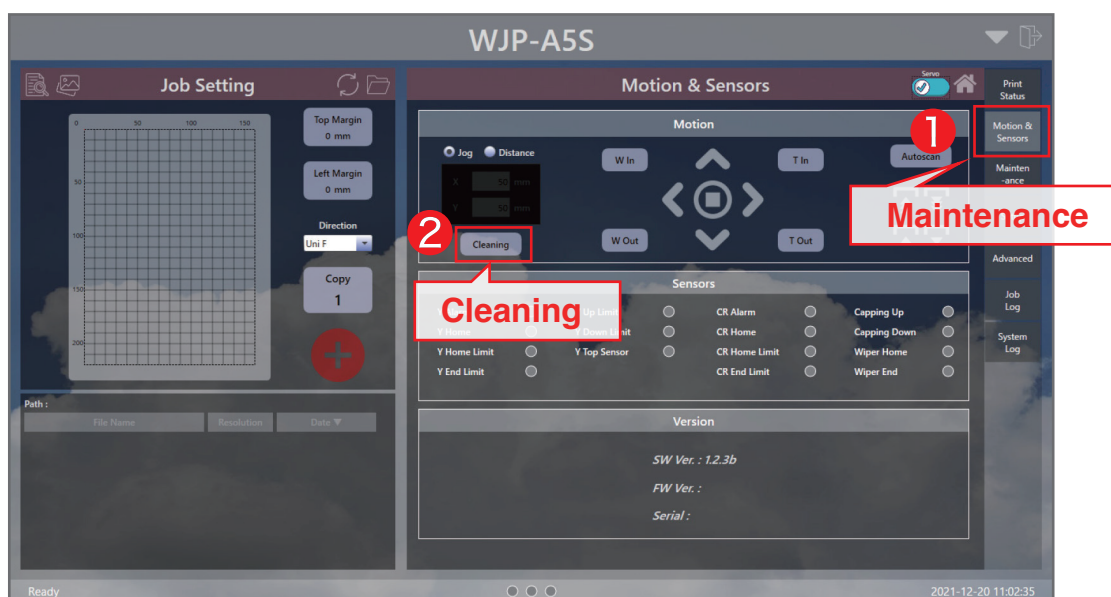 WJP-A5S
Job Setting
0 50 100 150
50
100
150
200
Top Margin
0 mm
Left Margin
0 mm
Direction
Uni F
Copy
1
+
Path :
File Name Resolution Date ▼
Motion & Sensors
Servo
Motion
Jog Distance
X 50 mm
Y 50 mm
2
Cleaning
Cleaning
W In
T In
W Out
T Out
Autoscan
1
Maintenance
Sensors
Up Limit CR Alarm Capping Up
Y Home Y Down Limit CR Home Capping Down
Y Home Limit Y Top Sensor CR Home Limit Wiper Home
Y End Limit CR End Limit Wiper End
Version
SW Ver. : 1.2.3b
FW Ver. :
Serial :
Print
Status
Motion &
Sensors
Mainten
-ance
Advanced
Job
Log
System
Log
Ready
2021-12-20 11:02:35